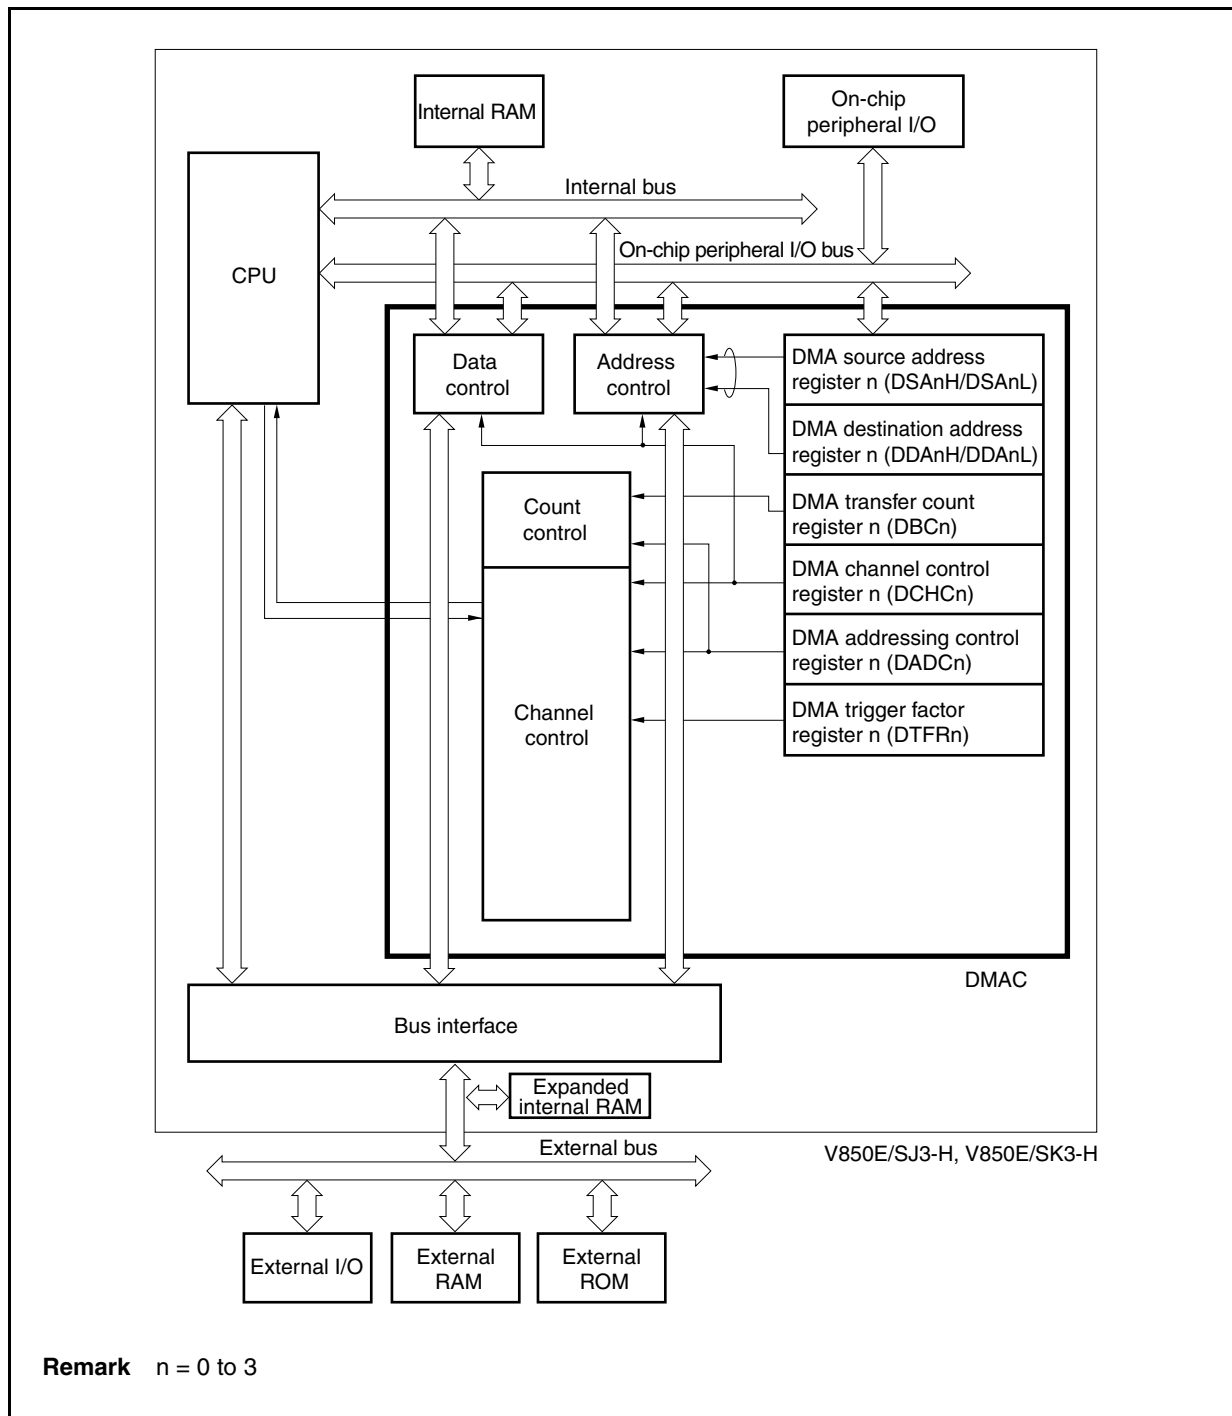 Internal RAM
On-chip
peripheral I/O
Internal bus
On-chip peripheral I/O bus
CPU
Data
control
Address
control
DMA source address
register n (DSAnH/DSAnL)
DMA destination address
register n (DDAnH/DDAnL)
Count
control
DMA transfer count
register n (DBCn)
DMA channel control
register n (DCHCn)
DMA addressing control
register n (DADCn)
Channel
control
DMA trigger factor
register n (DTFRn)
DMAC
Bus interface
Expanded
internal RAM
External bus
V850E/SJ3-H, V850E/SK3-H
External I/O
External
RAM
External
ROM
Remark n = 0 to 3